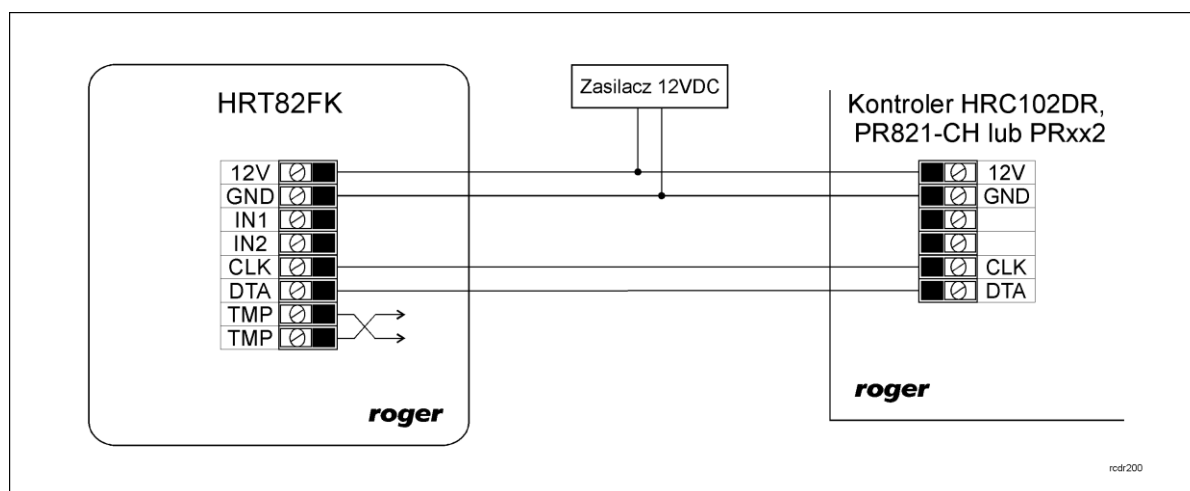 HRT82FK
12V
GND
IN1
IN2
CLK
DTA
TMP
TMP
roger
Zasilacz 12VDC
Kontroler HRC102DR,
PR821-CH lub PRxx2
12V
GND
CLK
DTA
roger
rcdr200